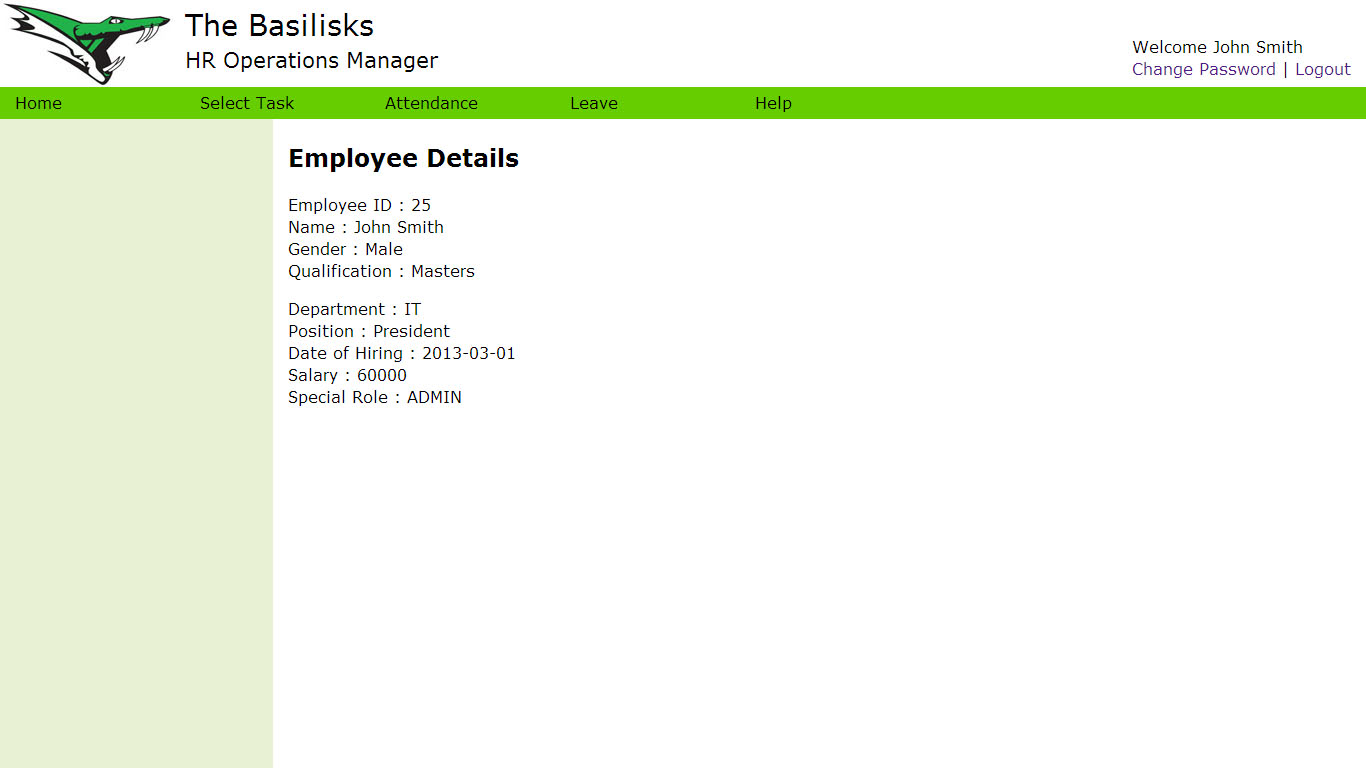 The Basilisks
HR Operations Manager
Welcome John Smith
Change Password | Logout
Home Select Task Attendance Leave Help
Employee Details
Employee ID : 25
Name : John Smith
Gender : Male
Qualification : Masters
Department : IT
Position : President
Date of Hiring : 2013-03-01
Salary : 60000
Special Role : ADMIN